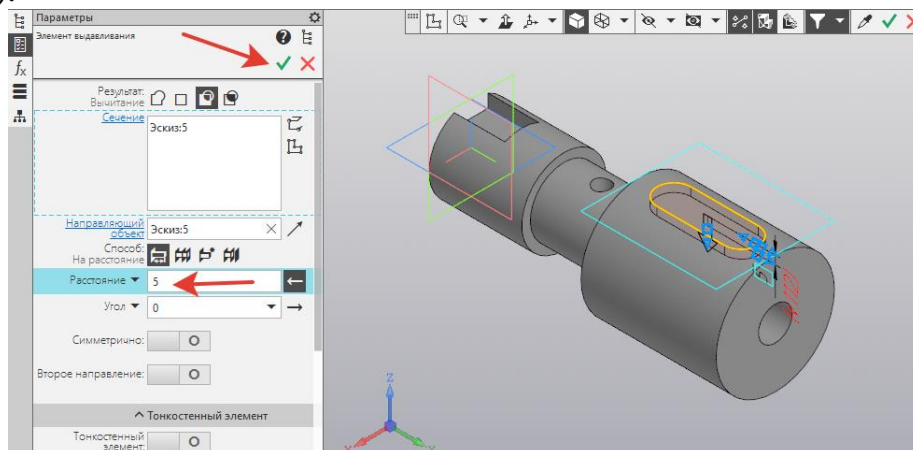 Параметры
Элемент выдавливания
Результат:
Вычитание
Сечение
Эскиз:5
Направляющий
объект
Эскиз:5
Способ:
На расстояние
Расстояние
5
Угол
0
Симметрично:
Второе направление:
Тонкостенный элемент
Тонкостенный
элемент:
Z